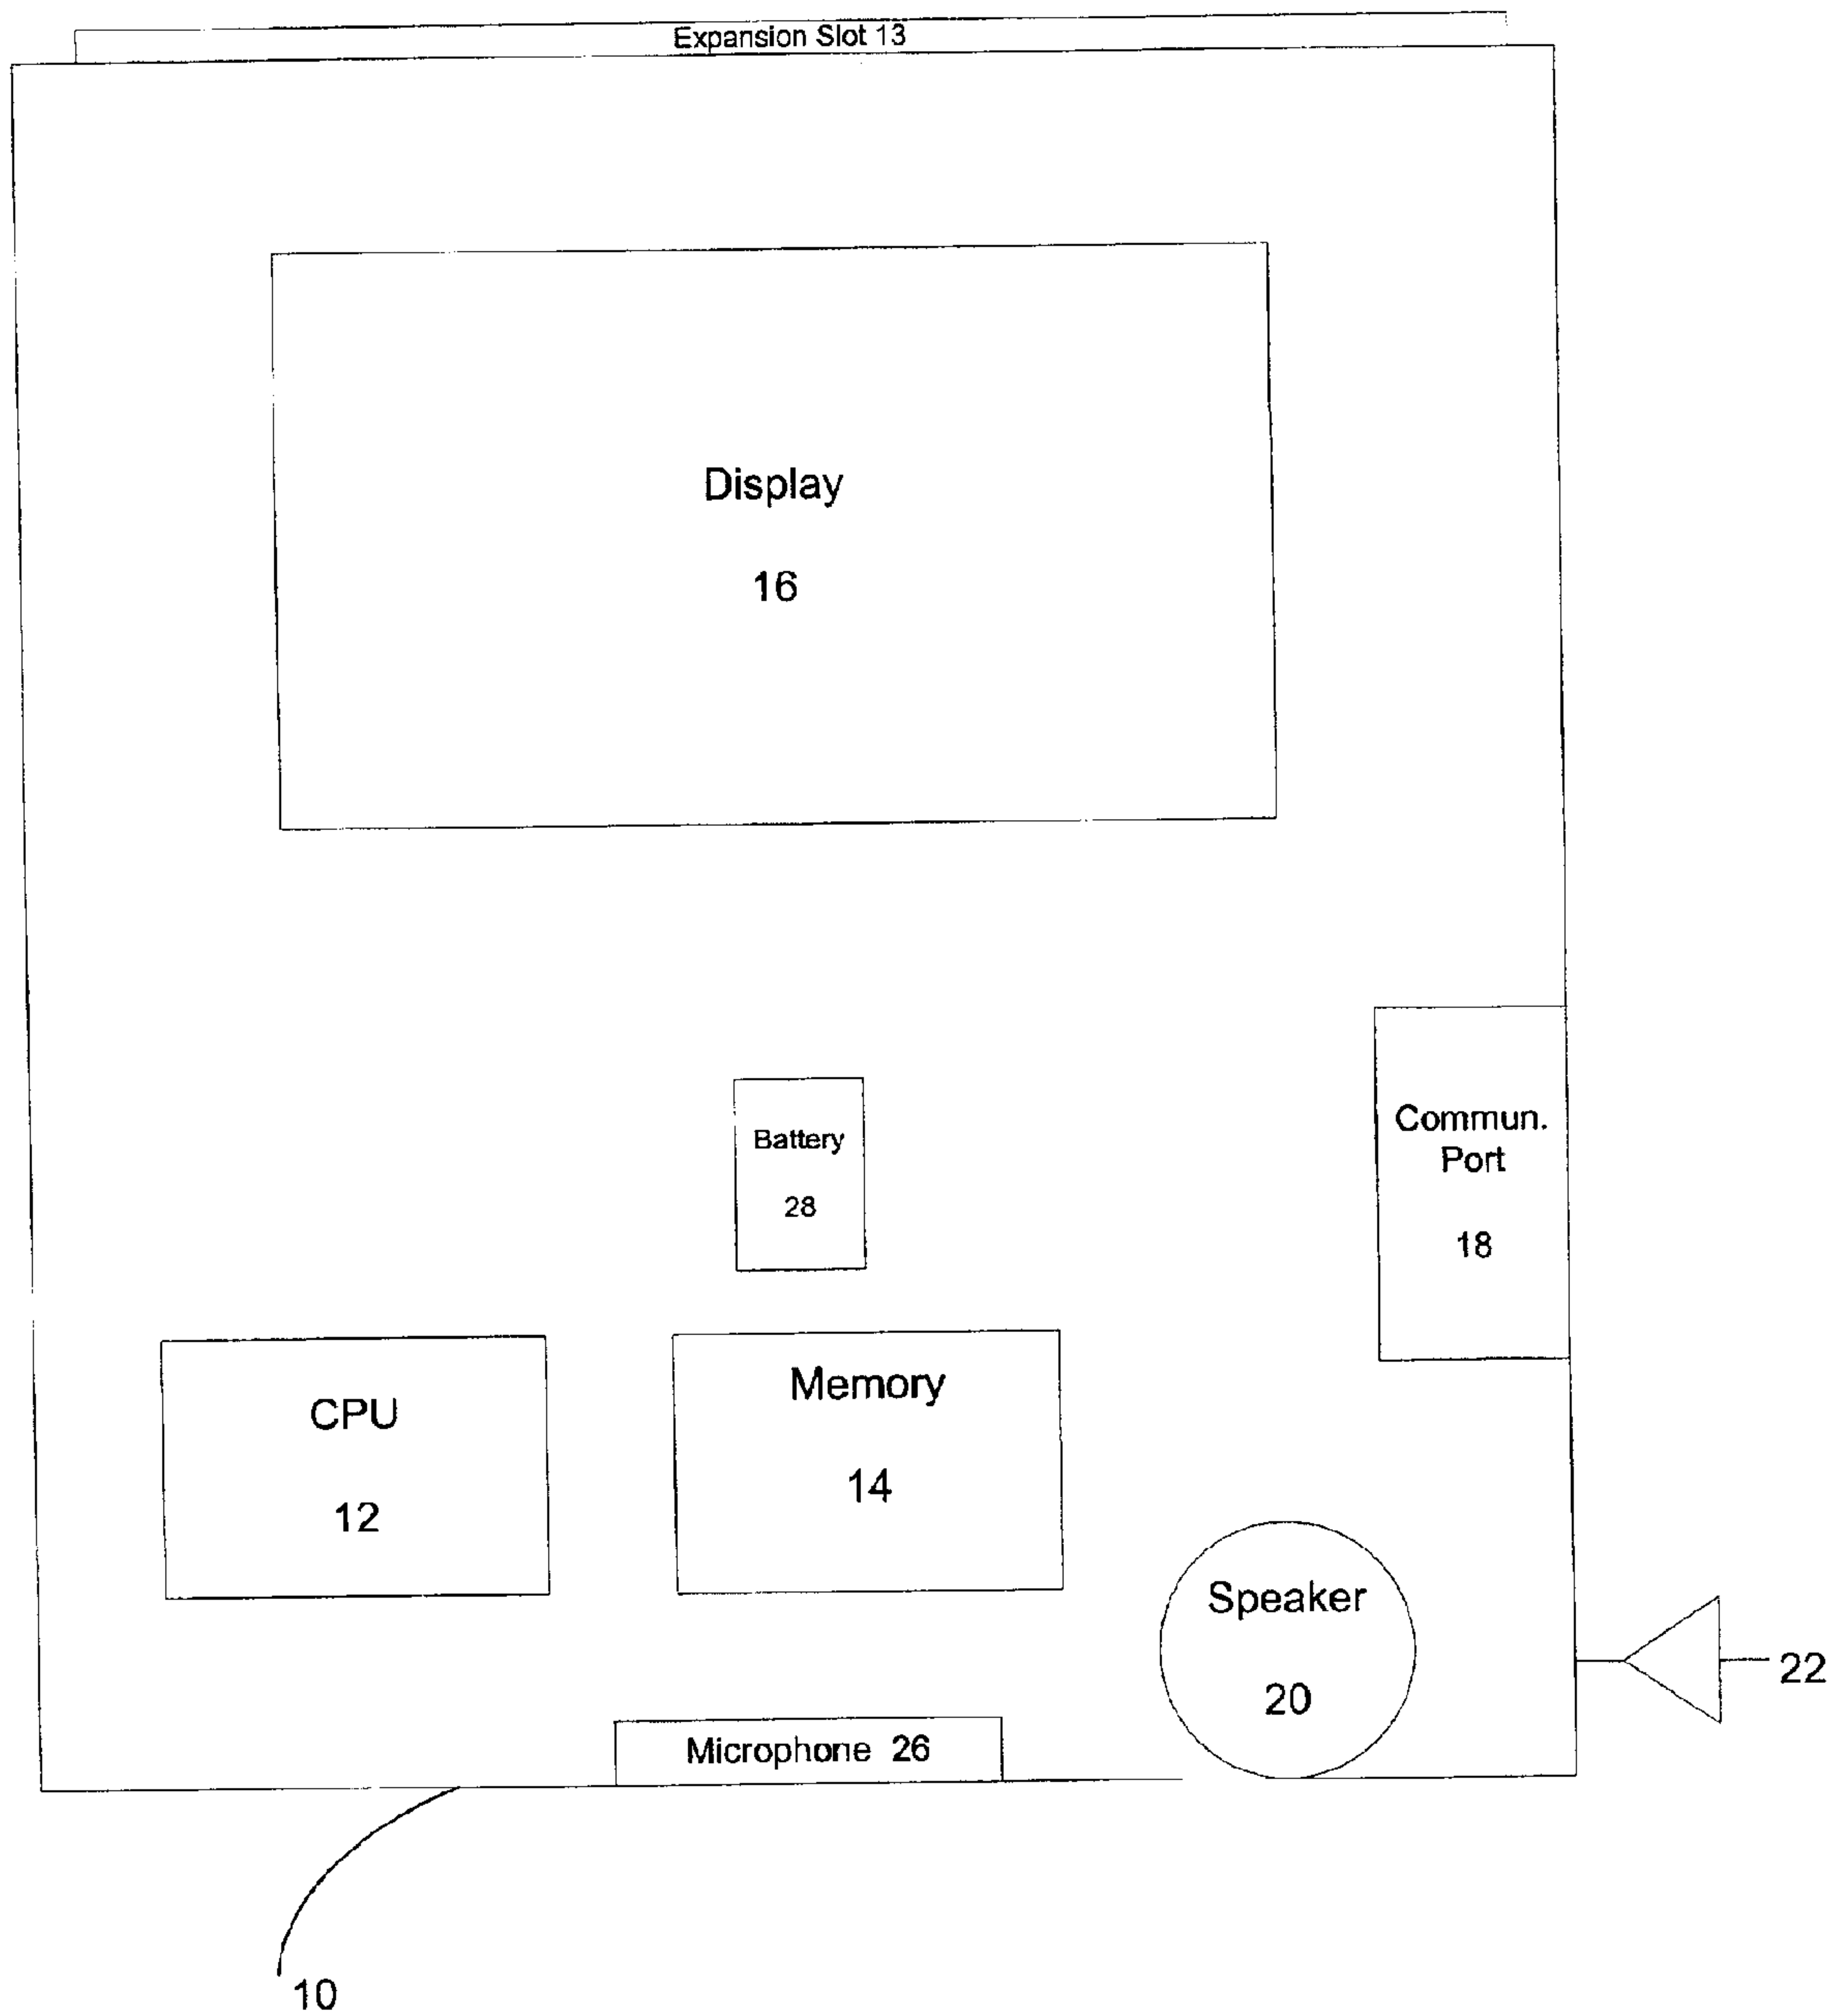 Expansion Slot 13
Display
16
Battery
28
Commun.
Port
18
CPU
12
Memory
14
Speaker
20
22
Microphone 26
10